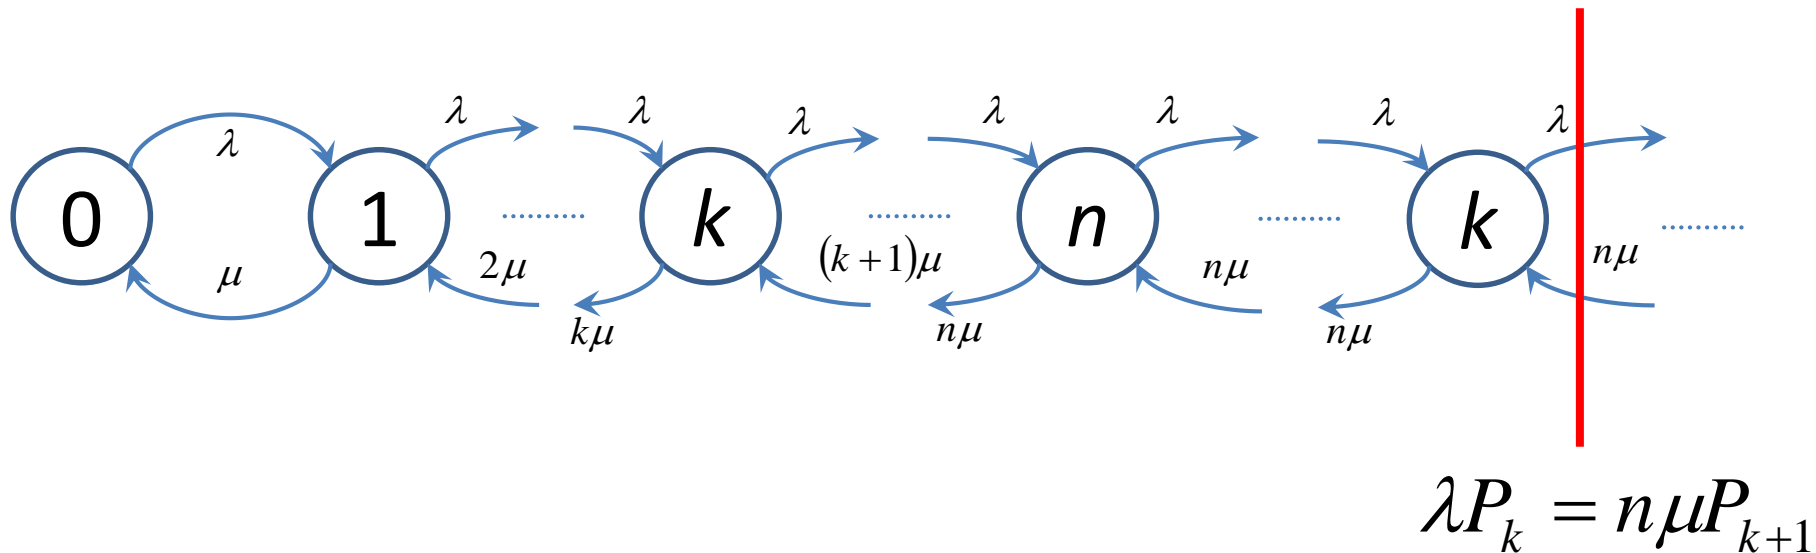 λ λ λ λ λ λ λ
λ
0 1 k n k
μ 2μ (k+1)μ nμ nμ
kμ nμ nμ
λP_k = nμP_{k+1}